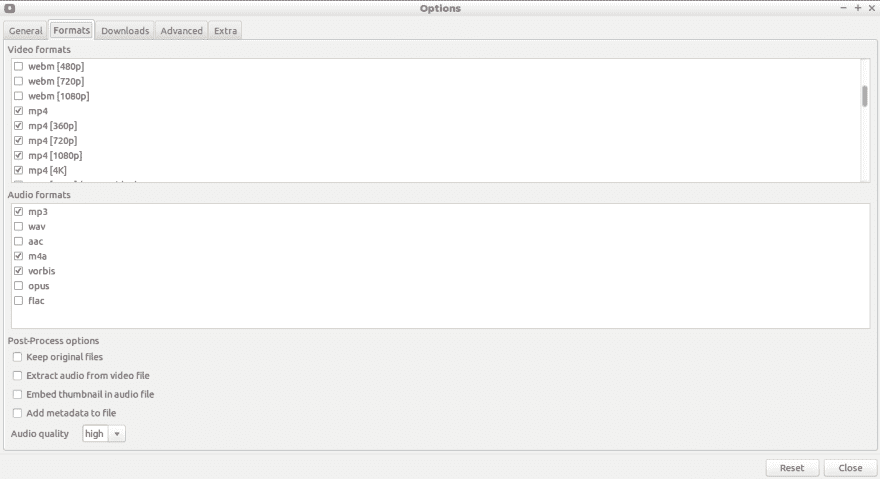 Options
General Formats Downloads Advanced Extra
Video formats
webm [480p]
webm [720p]
webm [1080p]
mp4
mp4 [360p]
mp4 [720p]
mp4 [1080p]
mp4 [4K]
Audio formats
mp3
wav
aac
m4a
vorbis
opus
flac
Post-Process options
Keep original files
Extract audio from video file
Embed thumbnail in audio file
Add metadata to file
Audio quality high
Reset Close